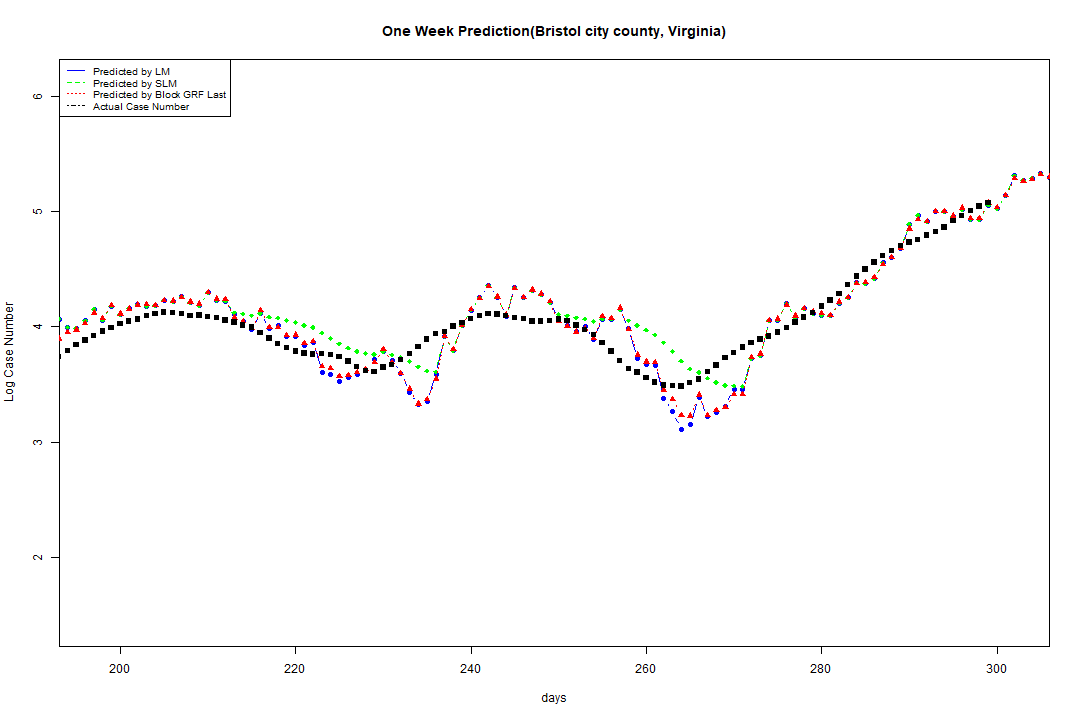 One Week Prediction(Bristol city county, Virginia)
Predicted by LM
Predicted by SLM
Predicted by Block GRF Last
Actual Case Number
6
5
4
3
2
Log Case Number
200
220
240
260
280
300
days